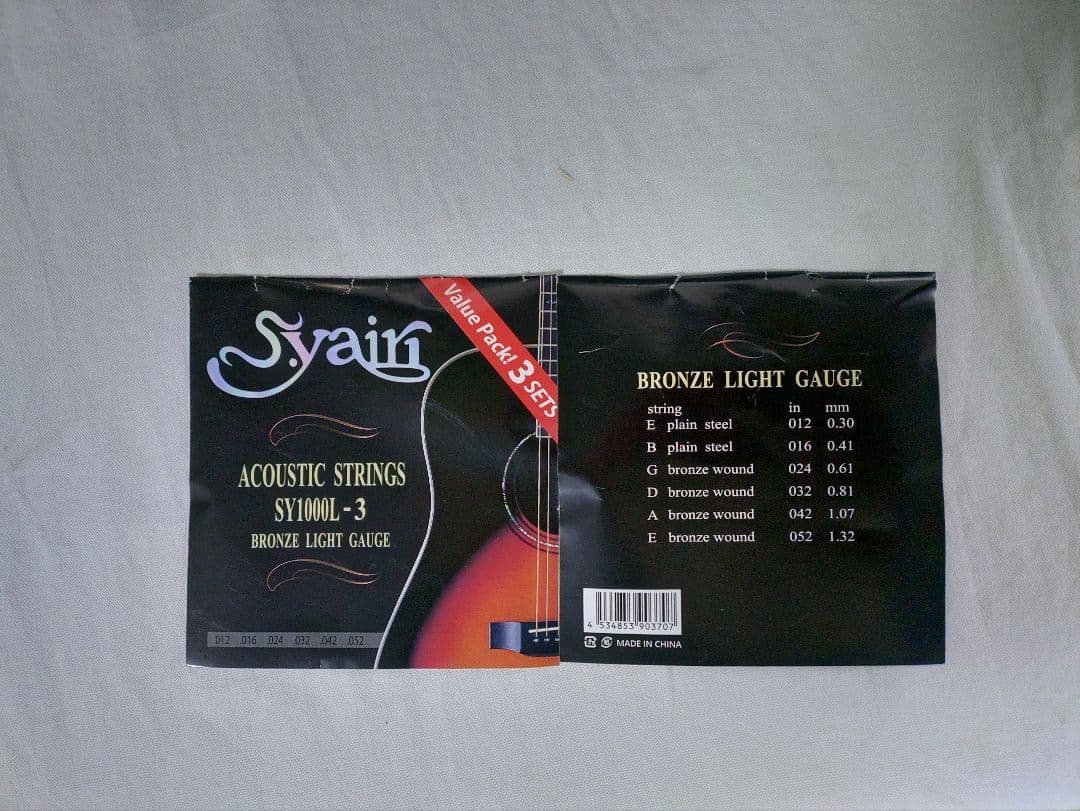 S.yairi
Value Pack! 3 SETS
ACOUSTIC STRINGS
SY1000L-3
BRONZE LIGHT GAUGE
.012 .016 .024 .032 .042 .052
BRONZE LIGHT GAUGE
string in mm
E plain steel 012 0.30
B plain steel 016 0.41
G bronze wound 024 0.61
D bronze wound 032 0.81
A bronze wound 042 1.07
E bronze wound 052 1.32
4 534853 903707
MADE IN CHINA